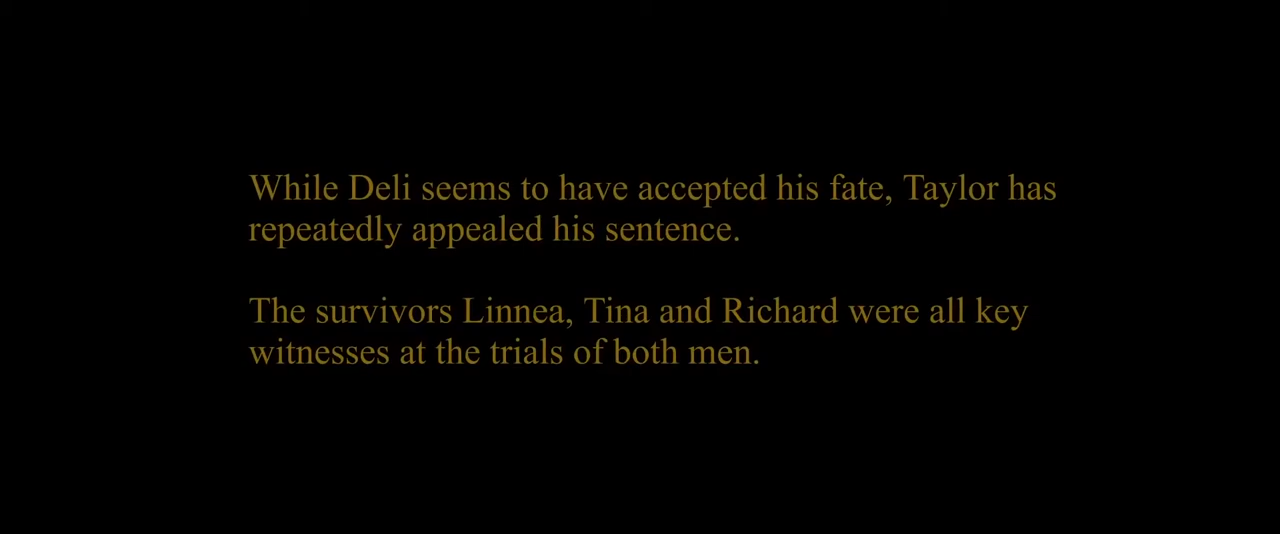 While Deli seems to have accepted his fate, Taylor has
repeatedly appealed his sentence.
The survivors Linnea, Tina and Richard were all key
witnesses at the trials of both men.